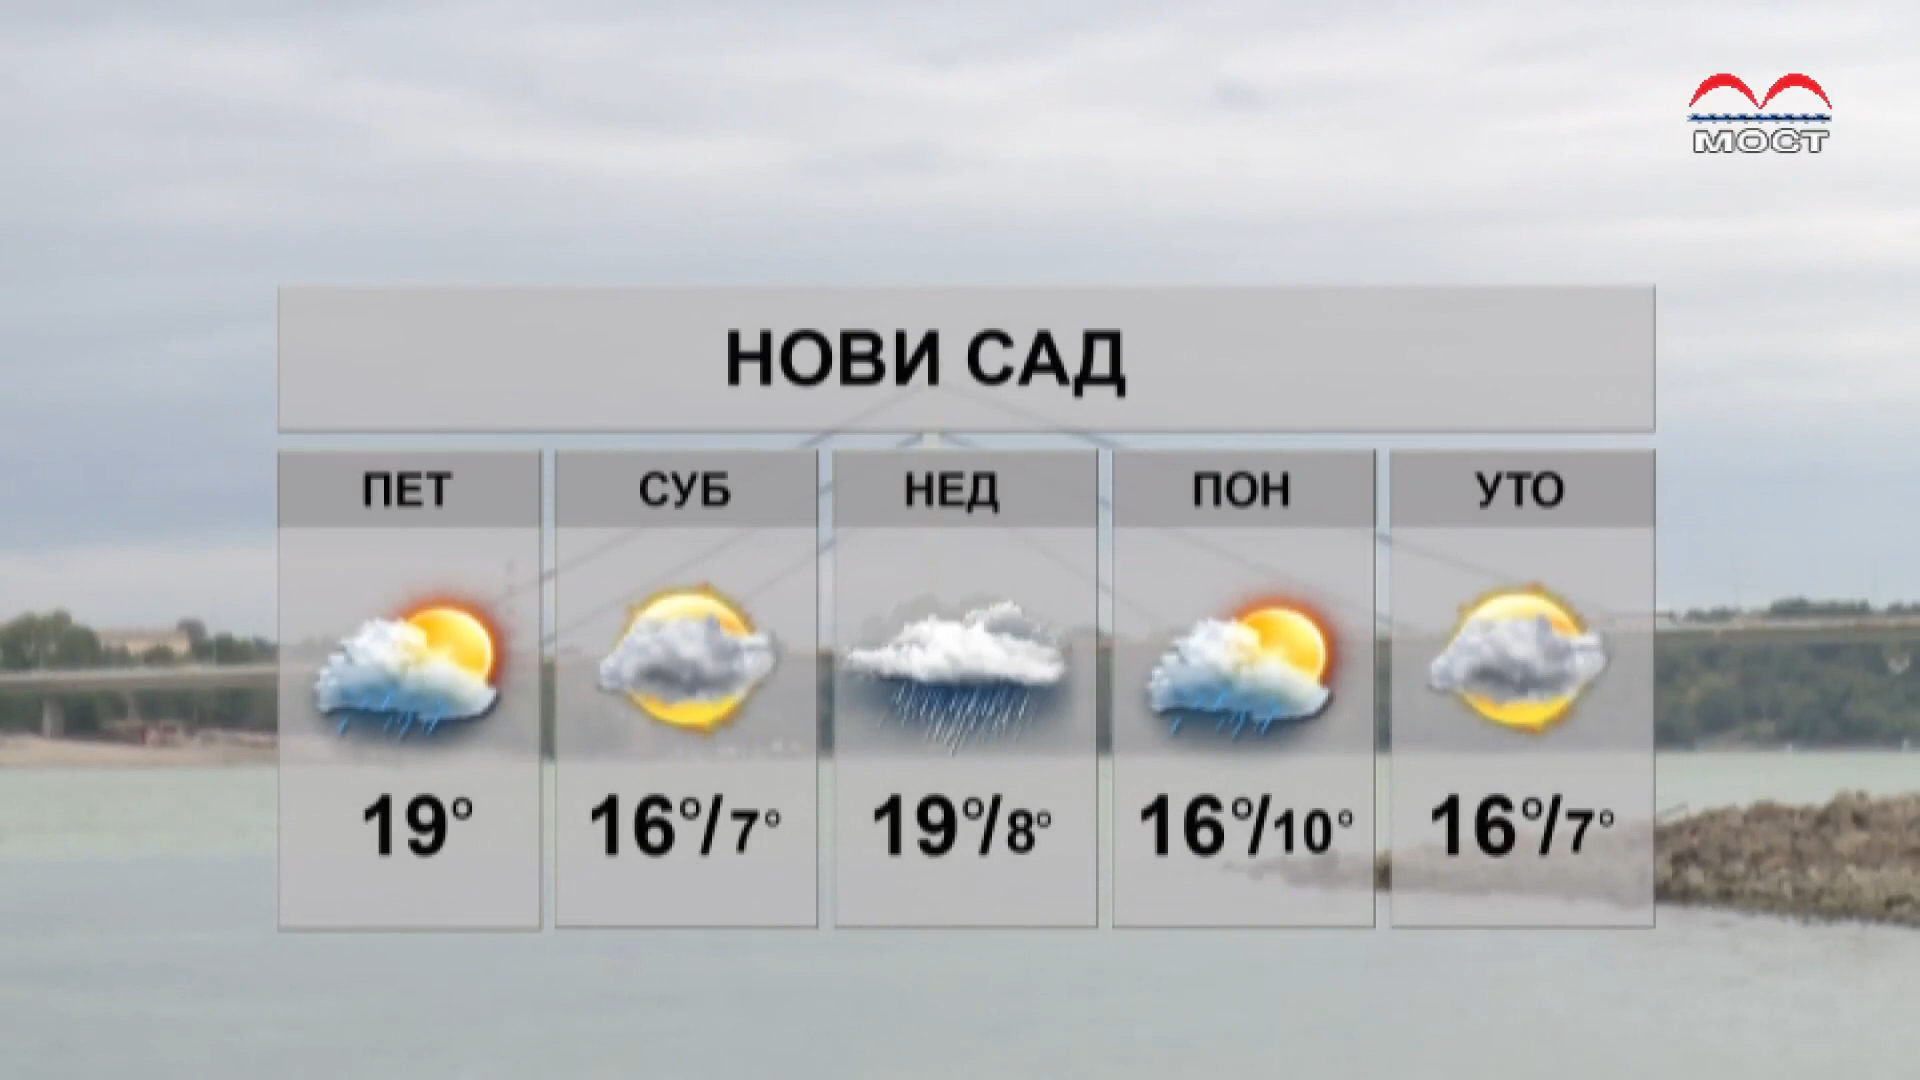 МОСТ
НОВИ САД
ПЕТ СУБ НЕД ПОН УТО
19° 16°/7° 19°/8° 16°/10° 16°/7°